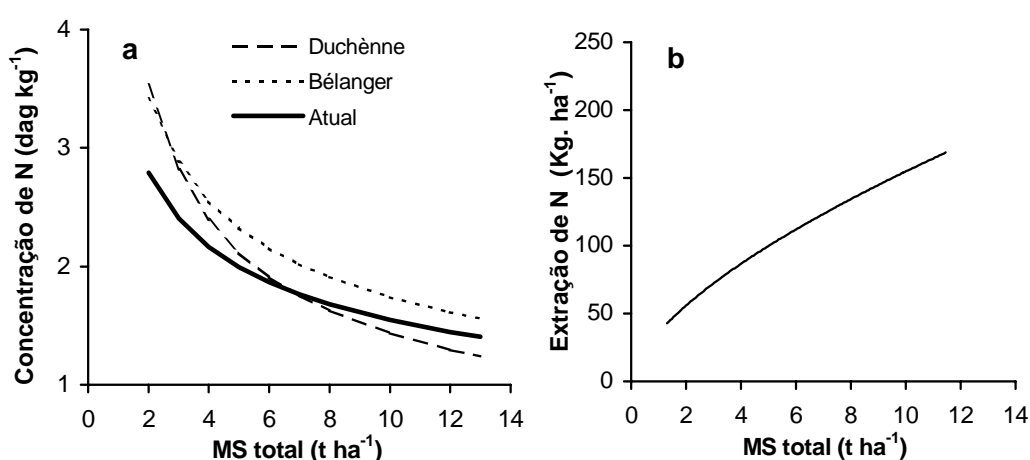 a
Duchènne
Bélanger
Atual
Concentração de N (dag kg⁻¹)
4
3
2
1
0 2 4 6 8 10 12 14
MS total (t ha⁻¹)
b
Extração de N (Kg. ha⁻¹)
250
200
150
100
50
0
0 2 4 6 8 10 12 14
MS total (t ha⁻¹)